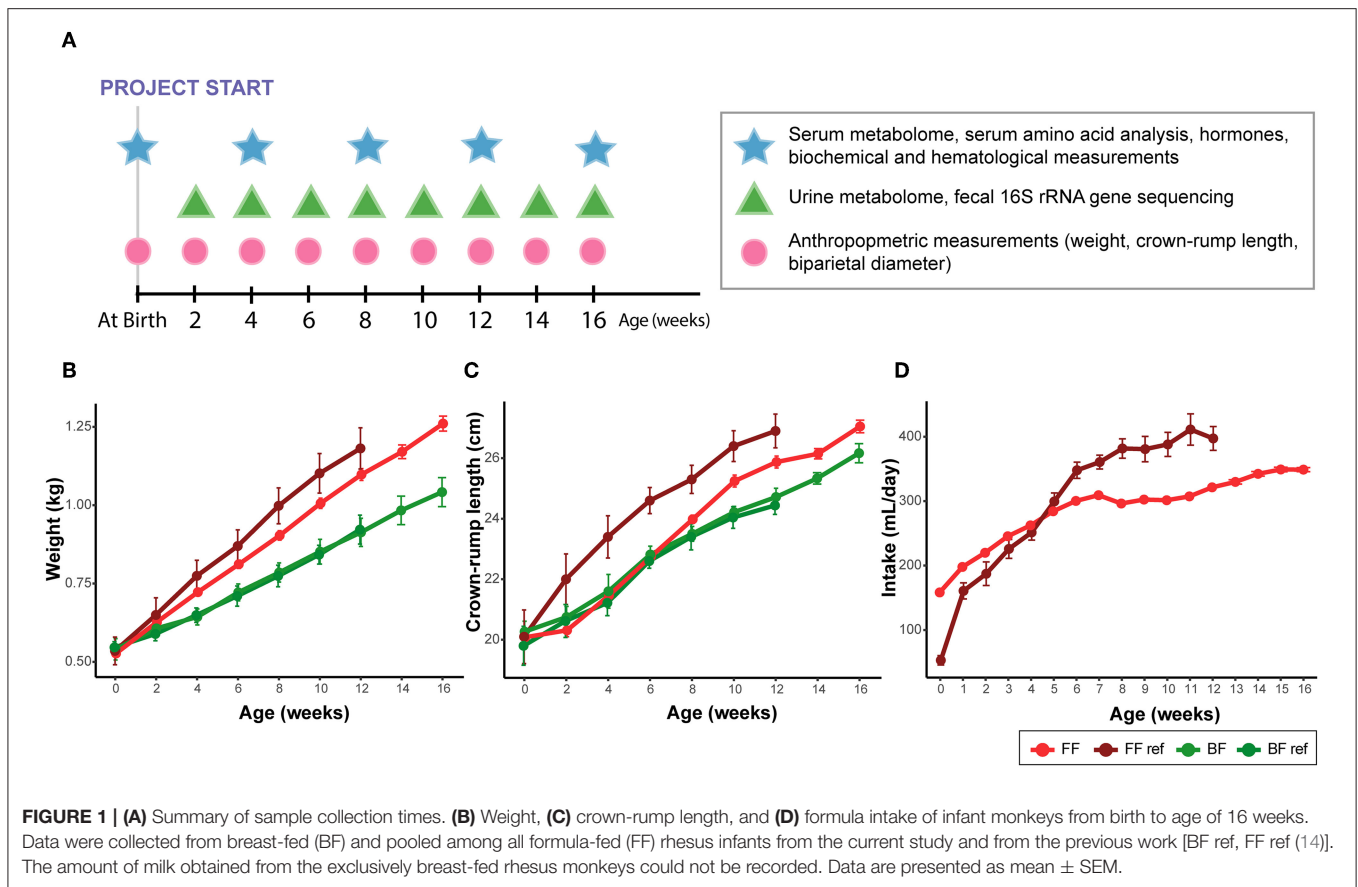 A
PROJECT START
At Birth 2 4 6 8 10 12 14 16 Age (weeks)
Serum metabolome, serum amino acid analysis, hormones,
biochemical and hematological measurements
Urine metabolome, fecal 16S rRNA gene sequencing
Anthropopmetric measurements (weight, crown-rump length,
biparietal diameter)
B
Weight (kg)
1.25
1.00
0.75
0.50
0 2 4 6 8 10 12 14 16
Age (weeks)
C
Crown-rump length (cm)
26
24
22
20
0 2 4 6 8 10 12 14 16
Age (weeks)
D
Intake (mL/day)
400
300
200
100
0 1 2 3 4 5 6 7 8 9 10 11 12 13 14 15 16
Age (weeks)
FF FF ref BF BF ref
FIGURE 1 | (A) Summary of sample collection times. (B) Weight, (C) crown-rump length, and (D) formula intake of infant monkeys from birth to age of 16 weeks.
Data were collected from breast-fed (BF) and pooled among all formula-fed (FF) rhesus infants from the current study and from the previous work [BF ref, FF ref (14)].
The amount of milk obtained from the exclusively breast-fed rhesus monkeys could not be recorded. Data are presented as mean ± SEM.